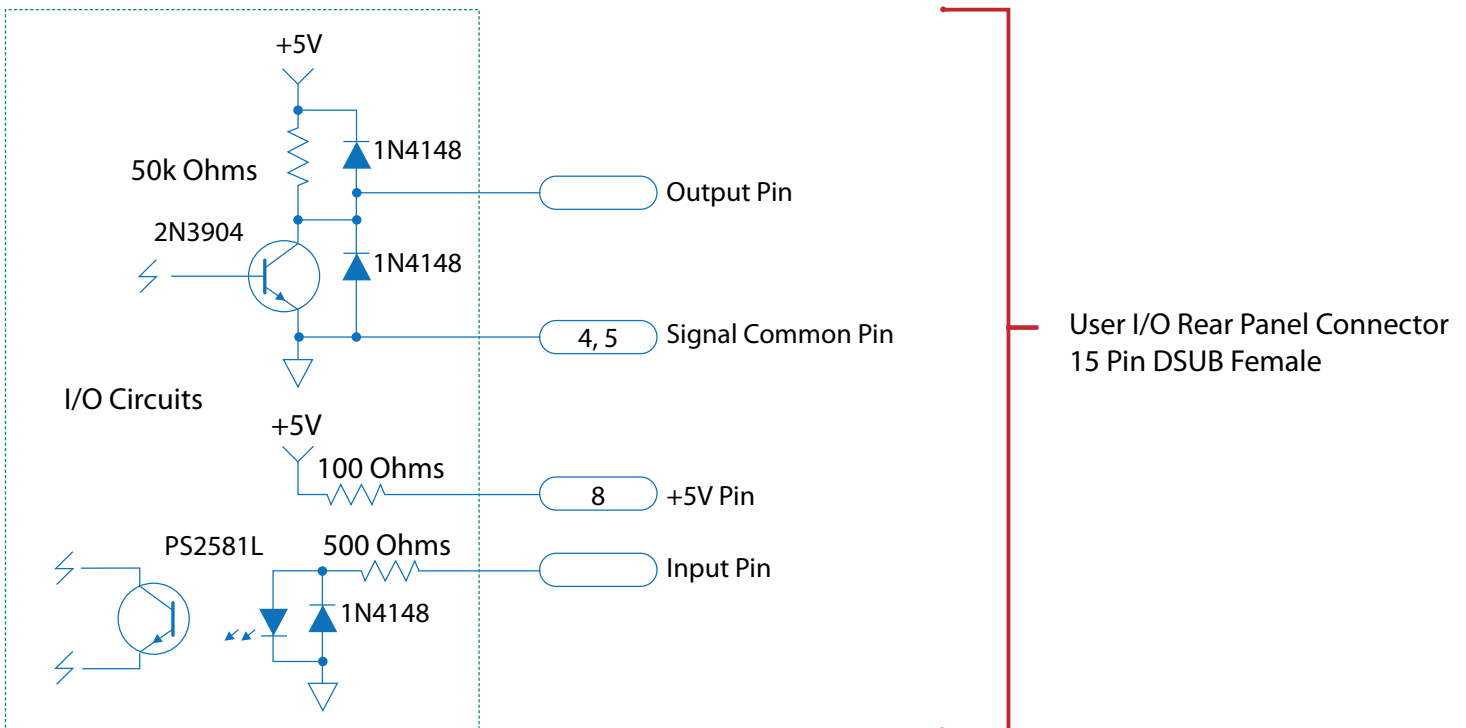 +5V
50k Ohms
1N4148
Output Pin
2N3904
1N4148
4, 5
Signal Common Pin
User I/O Rear Panel Connector
15 Pin DSUB Female
I/O Circuits
+5V
100 Ohms
8
+5V Pin
PS2581L
500 Ohms
Input Pin
1N4148